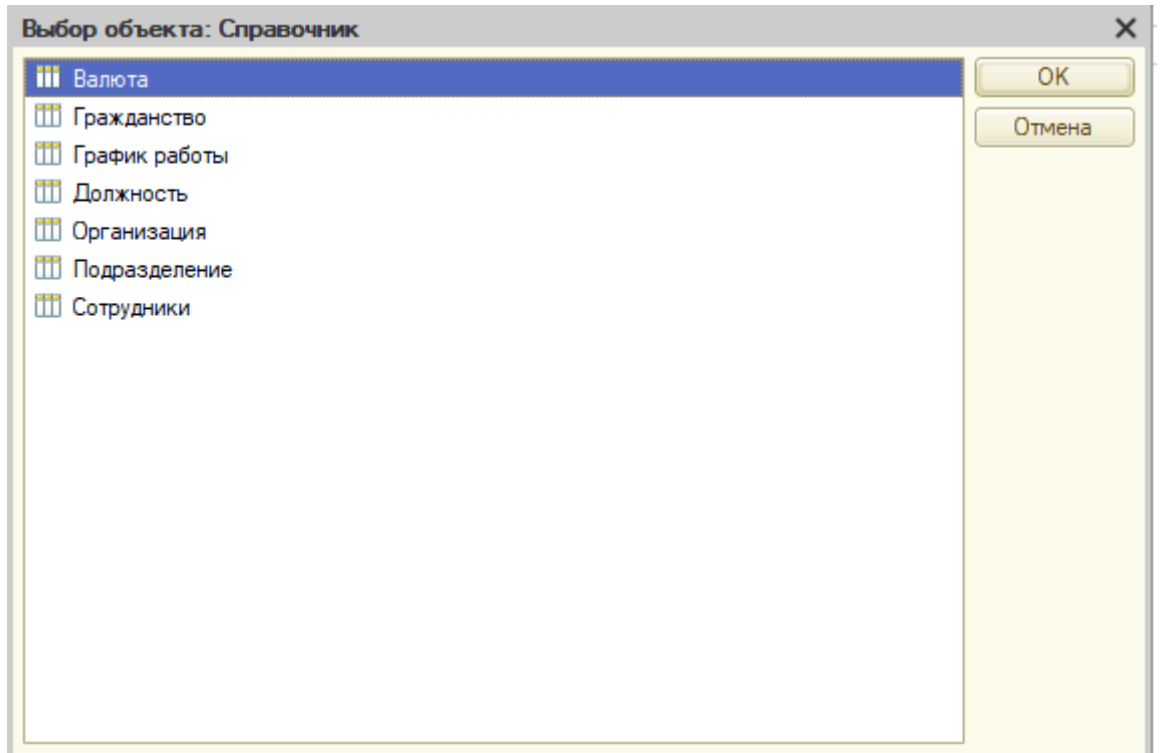 Выбор объекта: Справочник
Валюта
Гражданство
График работы
Должность
Организация
Подразделение
Сотрудники
OK
Отмена